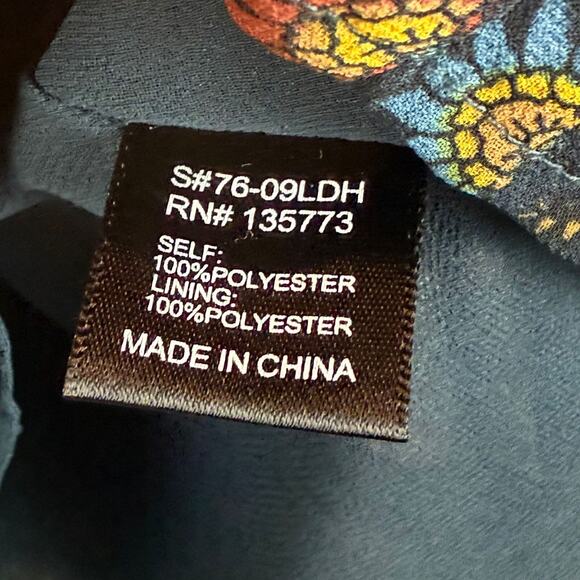 S#76-09LDH
RN# 135773
SELF:
100%POLYESTER
LINING:
100%POLYESTER
MADE IN CHINA